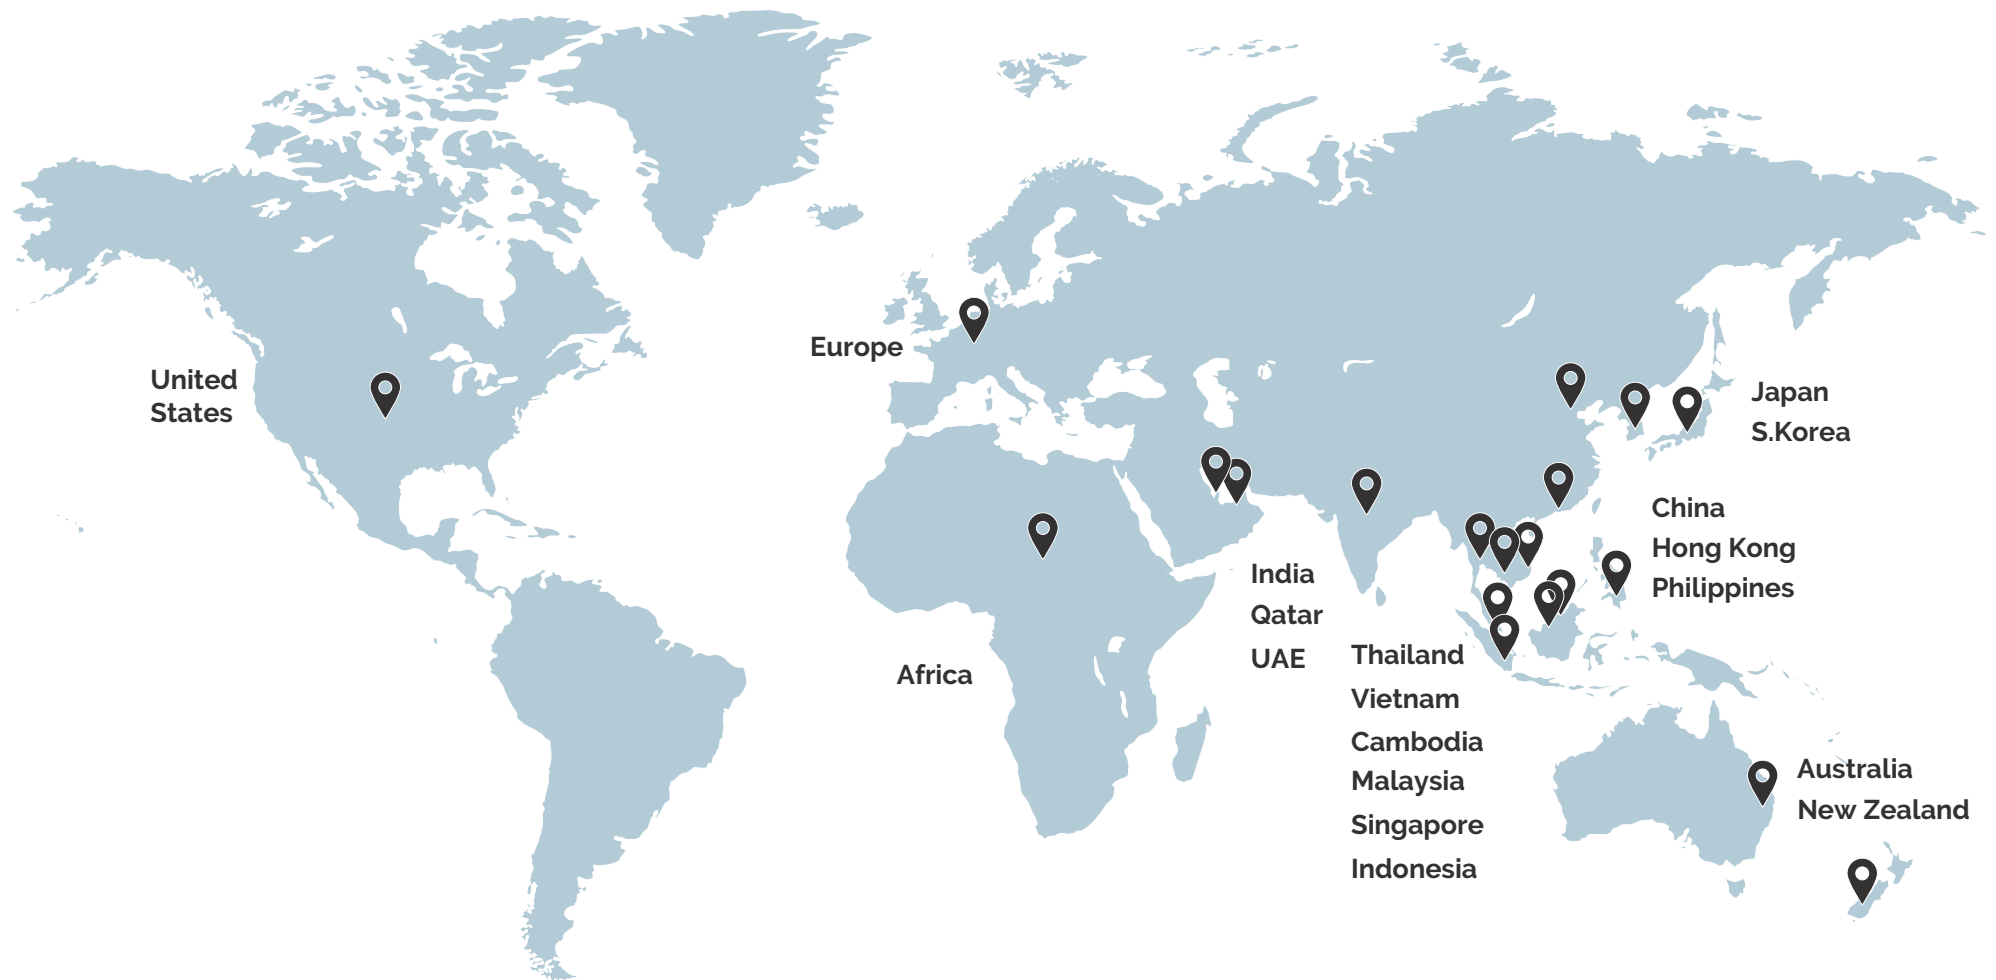 United
States
Europe
Africa
India
Qatar
UAE
Thailand
Vietnam
Cambodia
Malaysia
Singapore
Indonesia
Japan
S.Korea
China
Hong Kong
Philippines
Australia
New Zealand